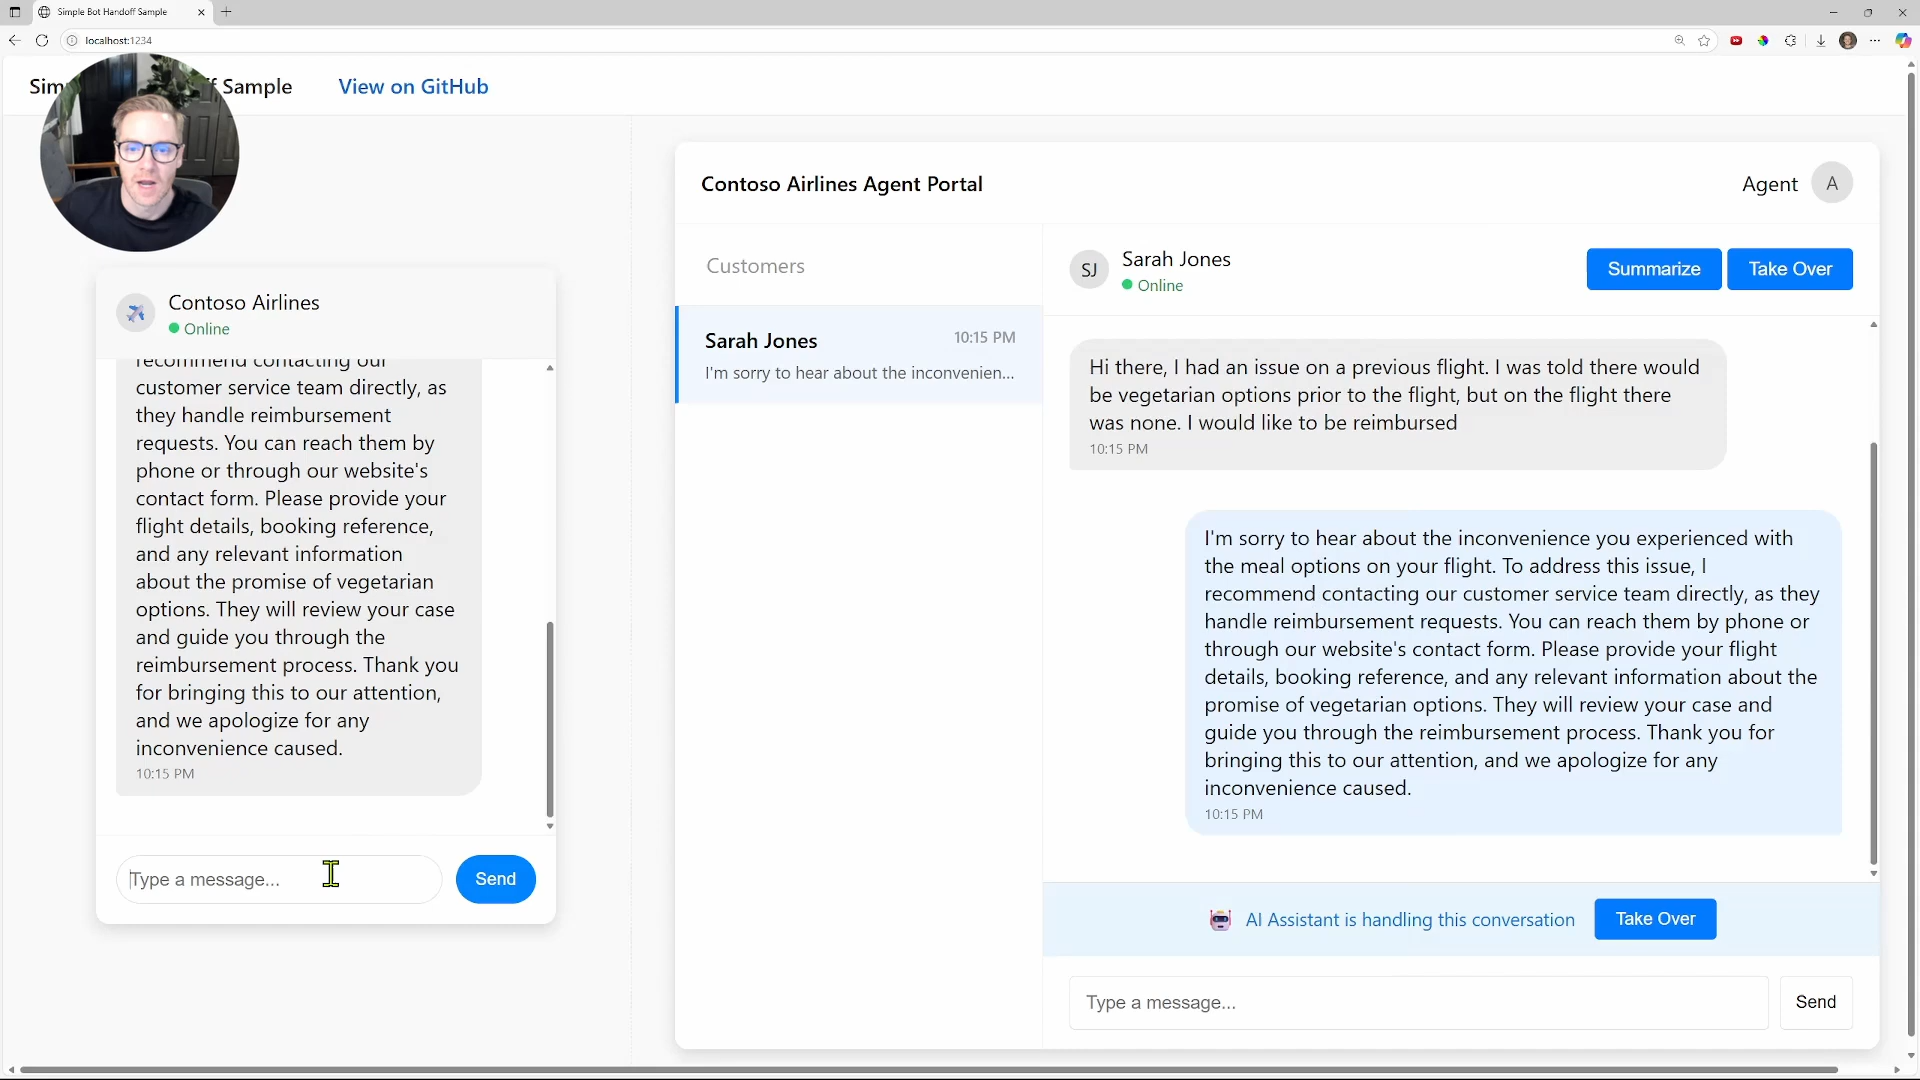 Simple Bot Handoff Sample
localhost:1234
Sim
f Sample
View on GitHub
Contoso Airlines
Online
recommend contacting our
customer service team directly, as
they handle reimbursement
requests. You can reach them by
phone or through our website's
contact form. Please provide your
flight details, booking reference,
and any relevant information
about the promise of vegetarian
options. They will review your case
and guide you through the
reimbursement process. Thank you
for bringing this to our attention,
and we apologize for any
inconvenience caused.
10:15 PM
Type a message...
Send
Contoso Airlines Agent Portal
Agent
A
Customers
Sarah Jones
10:15 PM
I'm sorry to hear about the inconvenien...
SJ
Sarah Jones
Online
Summarize
Take Over
Hi there, I had an issue on a previous flight. I was told there would
be vegetarian options prior to the flight, but on the flight there
was none. I would like to be reimbursed
10:15 PM
I'm sorry to hear about the inconvenience you experienced with
the meal options on your flight. To address this issue, I
recommend contacting our customer service team directly, as they
handle reimbursement requests. You can reach them by phone or
through our website's contact form. Please provide your flight
details, booking reference, and any relevant information about the
promise of vegetarian options. They will review your case and
guide you through the reimbursement process. Thank you for
bringing this to our attention, and we apologize for any
inconvenience caused.
10:15 PM
AI Assistant is handling this conversation
Take Over
Type a message...
Send